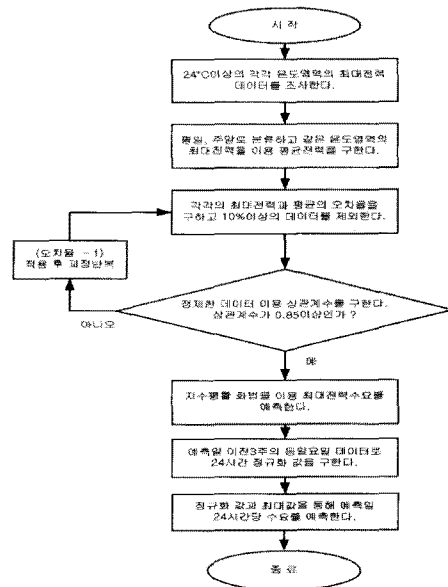 시 작
24°C이상의 각각 온도영역의 최대전력
데이터를 조사한다.
평일, 주말로 분류하고 같은 온도영역의
최대전력을 이용 평균전력을 구한다.
각각의 최대전력과 평균의 오차율을
구하고 10%이상의 데이터를 제외한다.
(오차율 - 1)
적용 후 과정반복
정제한 데이터 이용 상관계수를 구한다.
상관계수가 0.85이상인가 ?
아니오
예
지수평활 화법을 이용 최대전력수요를
예측한다.
예측일 이전3주의 동일요일 데이터로
24시간 정규화 값을 구한다.
정규화 값과 최대값을 통해 예측일
24시간당 수요를 예측한다.
종 료